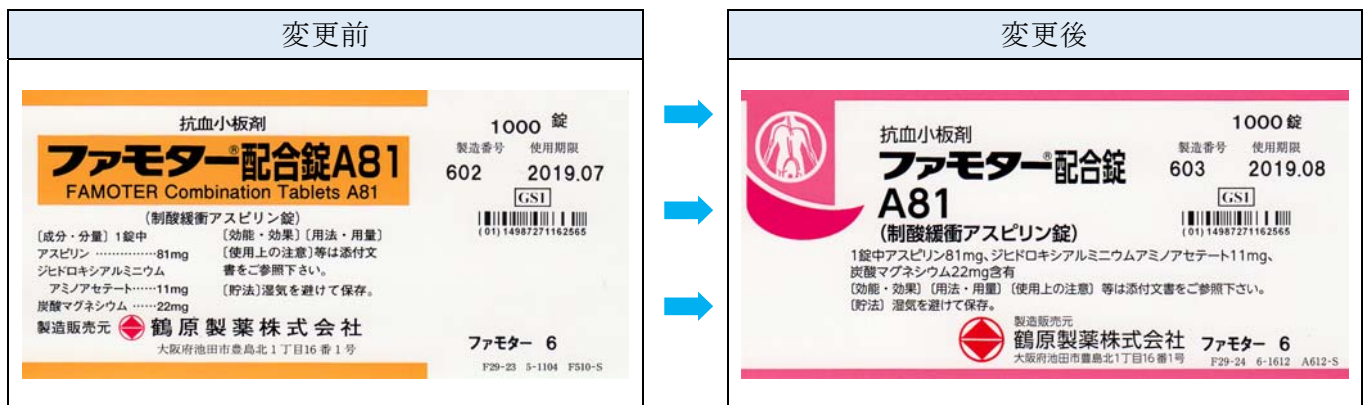 変更前
抗血小板剤
ファモター®配合錠A81
FAMOTER Combination Tablets A81
(制酸緩衝アスピリン錠)
〔成分・分量〕1錠中
アスピリン ……………81mg
ジヒドロキシアルミニウム
アミノアセテート……11mg
炭酸マグネシウム ……22mg
〔効能・効果〕〔用法・用量〕
〔使用上の注意〕等は添付文
書をご参照下さい。
〔貯法〕湿気を避けて保存。
製造販売元 鶴原製薬株式会社
大阪府池田市豊島北1丁目16番1号
1000 錠
製造番号 使用期限
602 2019.07
GS1
(01)14987271162565
ファモター 6
F29-23 5-1104 F510-S
変更後
抗血小板剤
ファモター®配合錠
A81
(制酸緩衝アスピリン錠)
1錠中アスピリン81mg、ジヒドロキシアルミニウムアミノアセテート11mg、
炭酸マグネシウム22mg含有
〔効能・効果〕〔用法・用量〕〔使用上の注意〕等は添付文書をご参照下さい。
〔貯法〕湿気を避けて保存。
製造販売元
鶴原製薬株式会社
大阪府池田市豊島北1丁目16番1号
1000錠
製造番号 使用期限
603 2019.08
GS1
(01)14987271162565
ファモター 6
F29-24 6-1612 A612-S